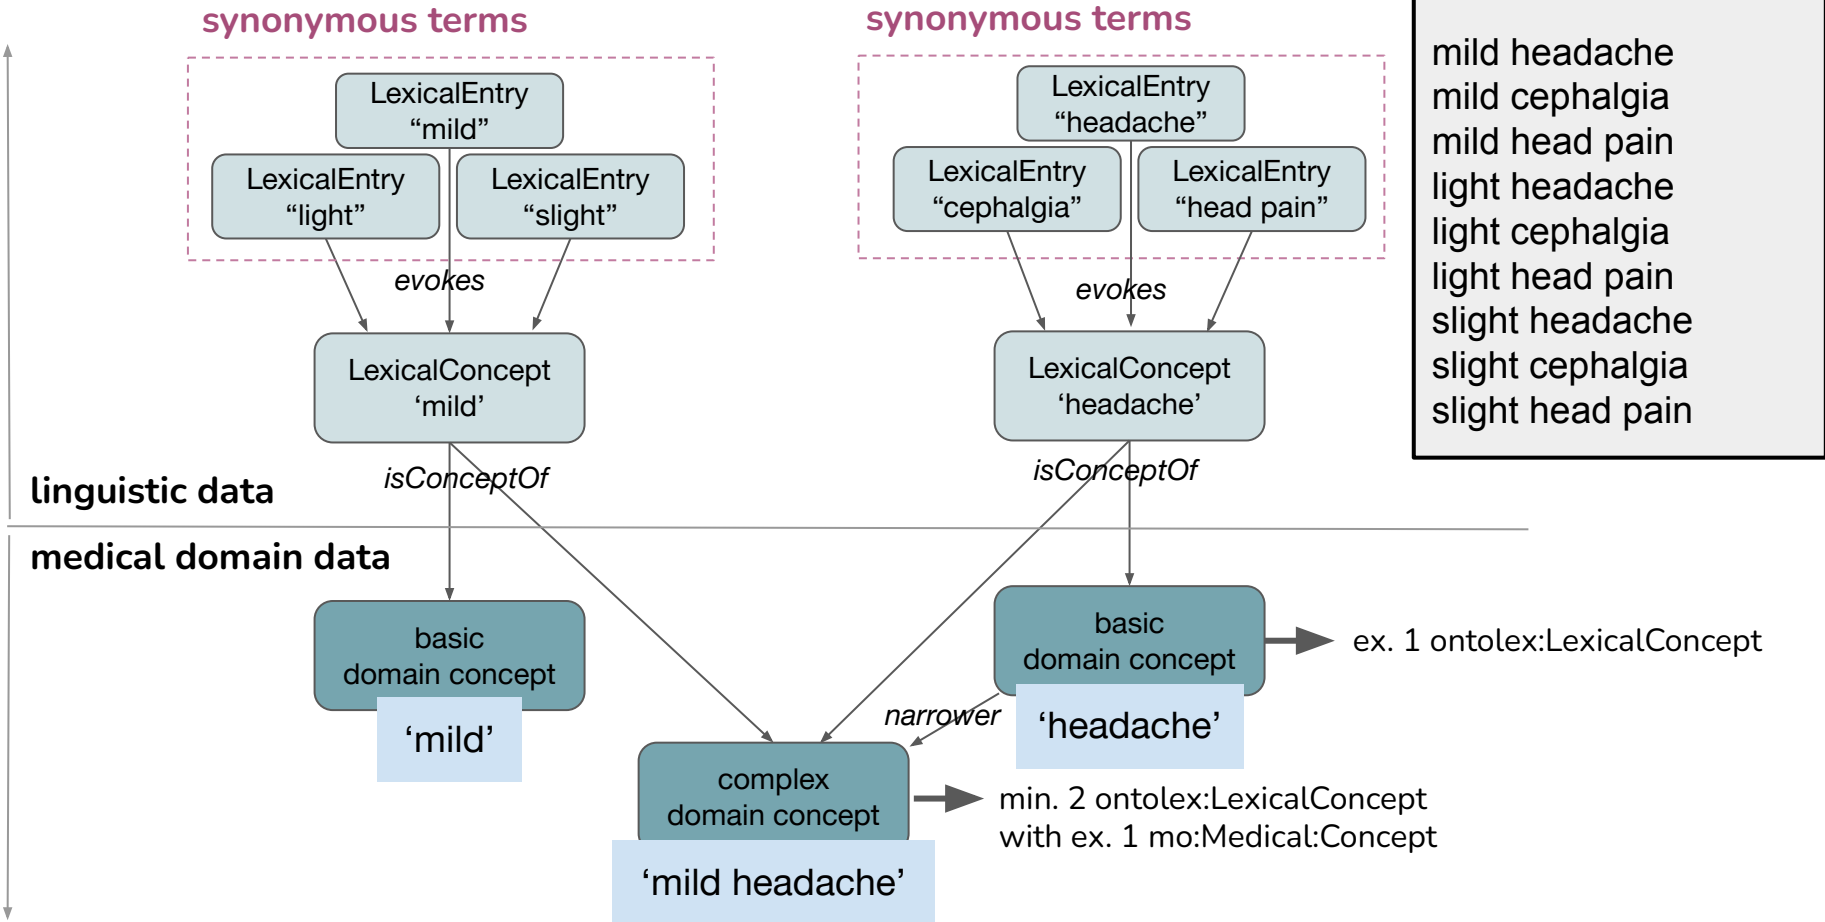 synonymous terms
synonymous terms
LexicalEntry
“mild”
LexicalEntry
“light”
LexicalEntry
“slight”
LexicalEntry
“headache”
LexicalEntry
“cephalgia”
LexicalEntry
“head pain”
mild headache
mild cephalgia
mild head pain
light headache
light cephalgia
light head pain
slight headache
slight cephalgia
slight head pain
evokes
evokes
LexicalConcept
‘mild’
LexicalConcept
‘headache’
isConceptOf
isConceptOf
linguistic data
medical domain data
basic
domain concept
‘mild’
basic
domain concept
‘headache’
ex. 1 ontolex:LexicalConcept
narrower
complex
domain concept
‘mild headache’
min. 2 ontolex:LexicalConcept
with ex. 1 mo:Medical:Concept